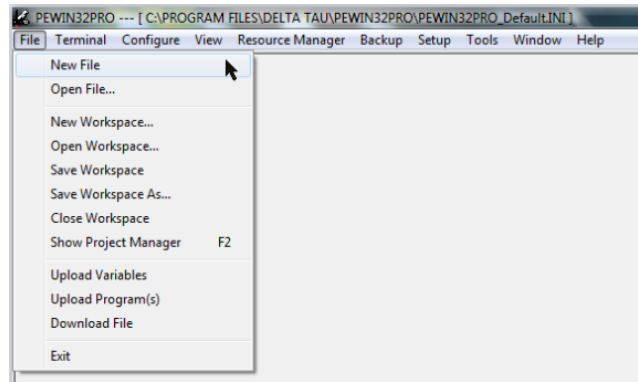 PEWIN32PRO --- [ C:\PROGRAM FILES\DELTA TAU\PEWIN32PRO\PEWIN32PRO_Default.INI ]
File Terminal Configure View Resource Manager Backup Setup Tools Window Help
New File
Open File...
New Workspace...
Open Workspace...
Save Workspace
Save Workspace As...
Close Workspace
Show Project Manager F2
Upload Variables
Upload Program(s)
Download File
Exit